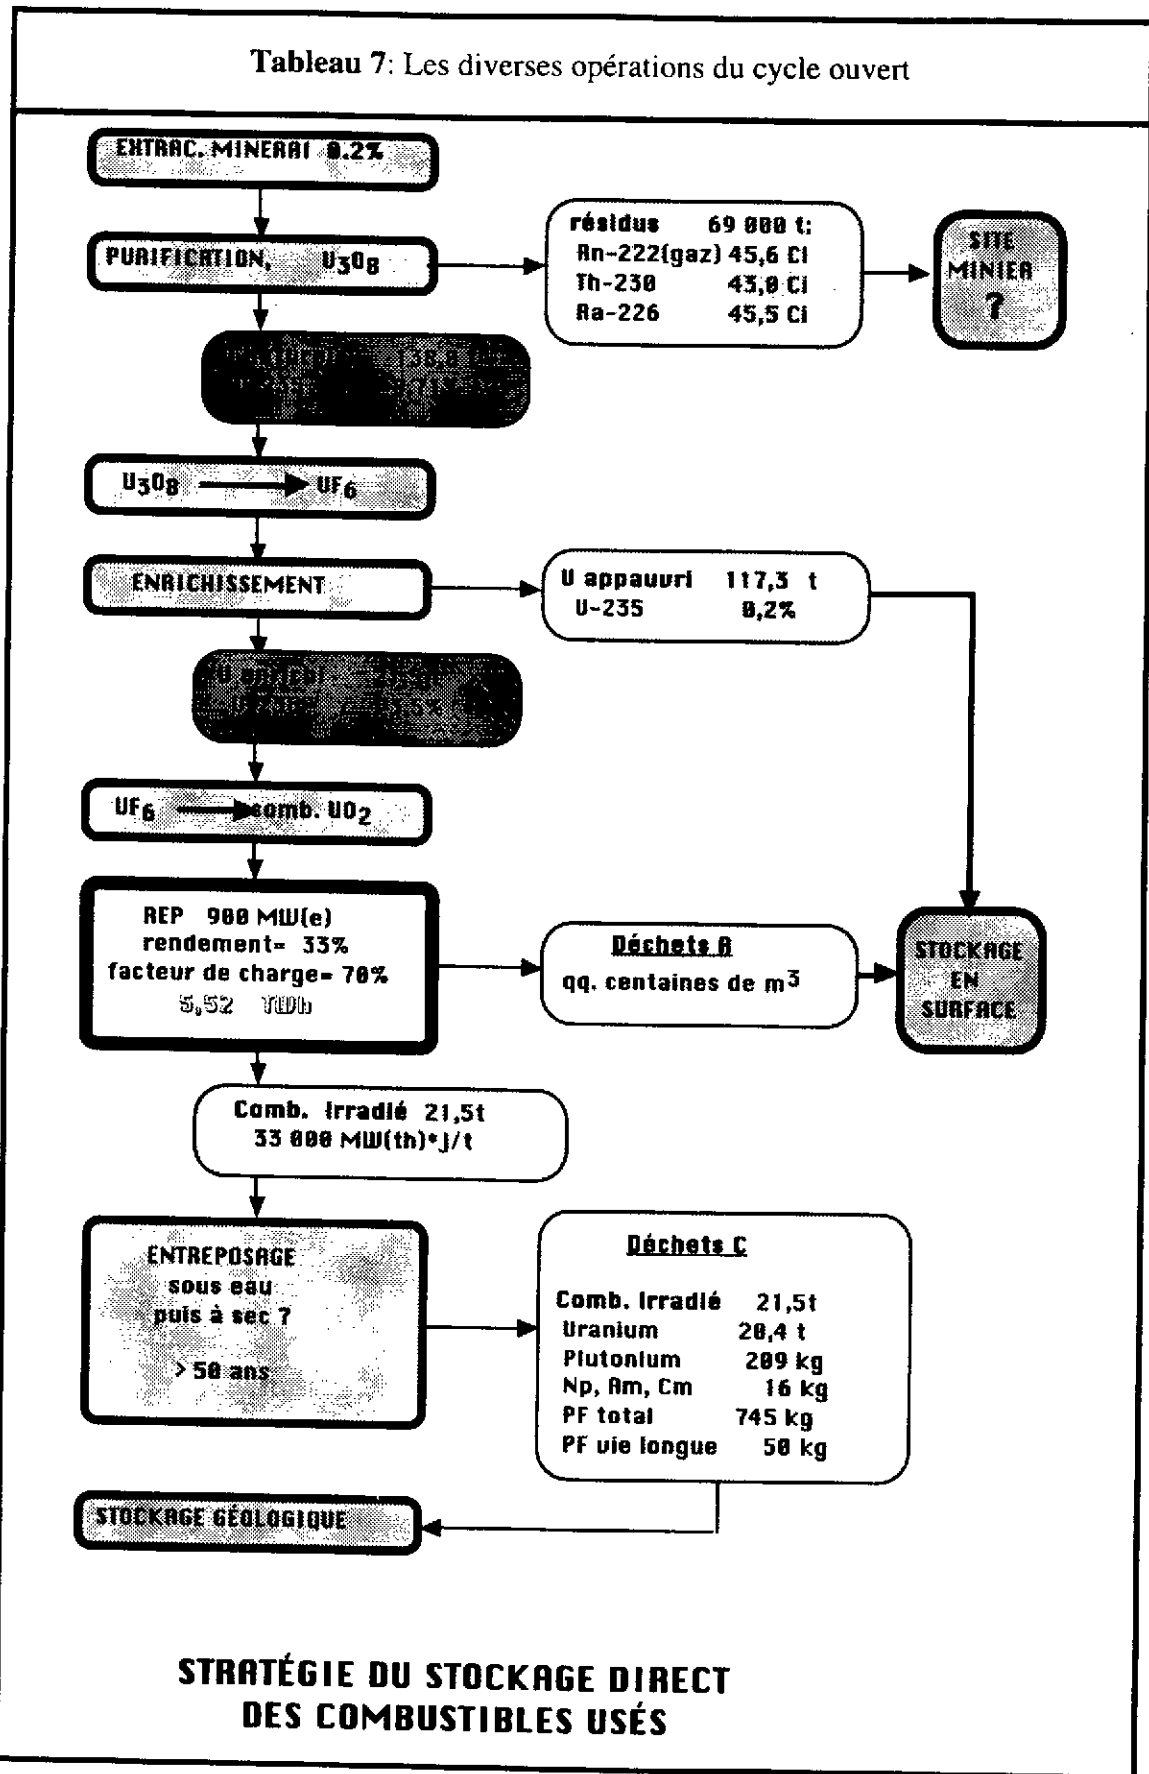 Tableau 7: Les diverses opérations du cycle ouvert
EXTRAC. MINERAI 0.2%
PURIFICATION, U3O8
résidus 69 000 t:
Rn-222(gaz) 45,6 Ci
Th-230 43,0 Ci
Ra-226 45,5 Ci
SITE
MINIER
?
U3O8 UF6
ENRICHISSEMENT
U appauvri 117,3 t
U-235 0,2%
U enrichi
3,5%
UF6 comb. UO2
REP 900 MW(e)
rendement= 33%
facteur de charge= 70%
5,52 TWh
Déchets A
qq. centaines de m3
STOCKAGE
EN
SURFACE
Comb. Irradié 21,5t
33 000 MW(th)*j/t
ENTREPOSAGE
sous eau
puis à sec ?
> 50 ans
Déchets C
Comb. Irradié 21,5t
Uranium 20,4 t
Plutonium 209 kg
Np, Am, Cm 16 kg
PF total 745 kg
PF vie longue 50 kg
STOCKAGE GÉOLOGIQUE
STRATÉGIE DU STOCKAGE DIRECT
DES COMBUSTIBLES USÉS